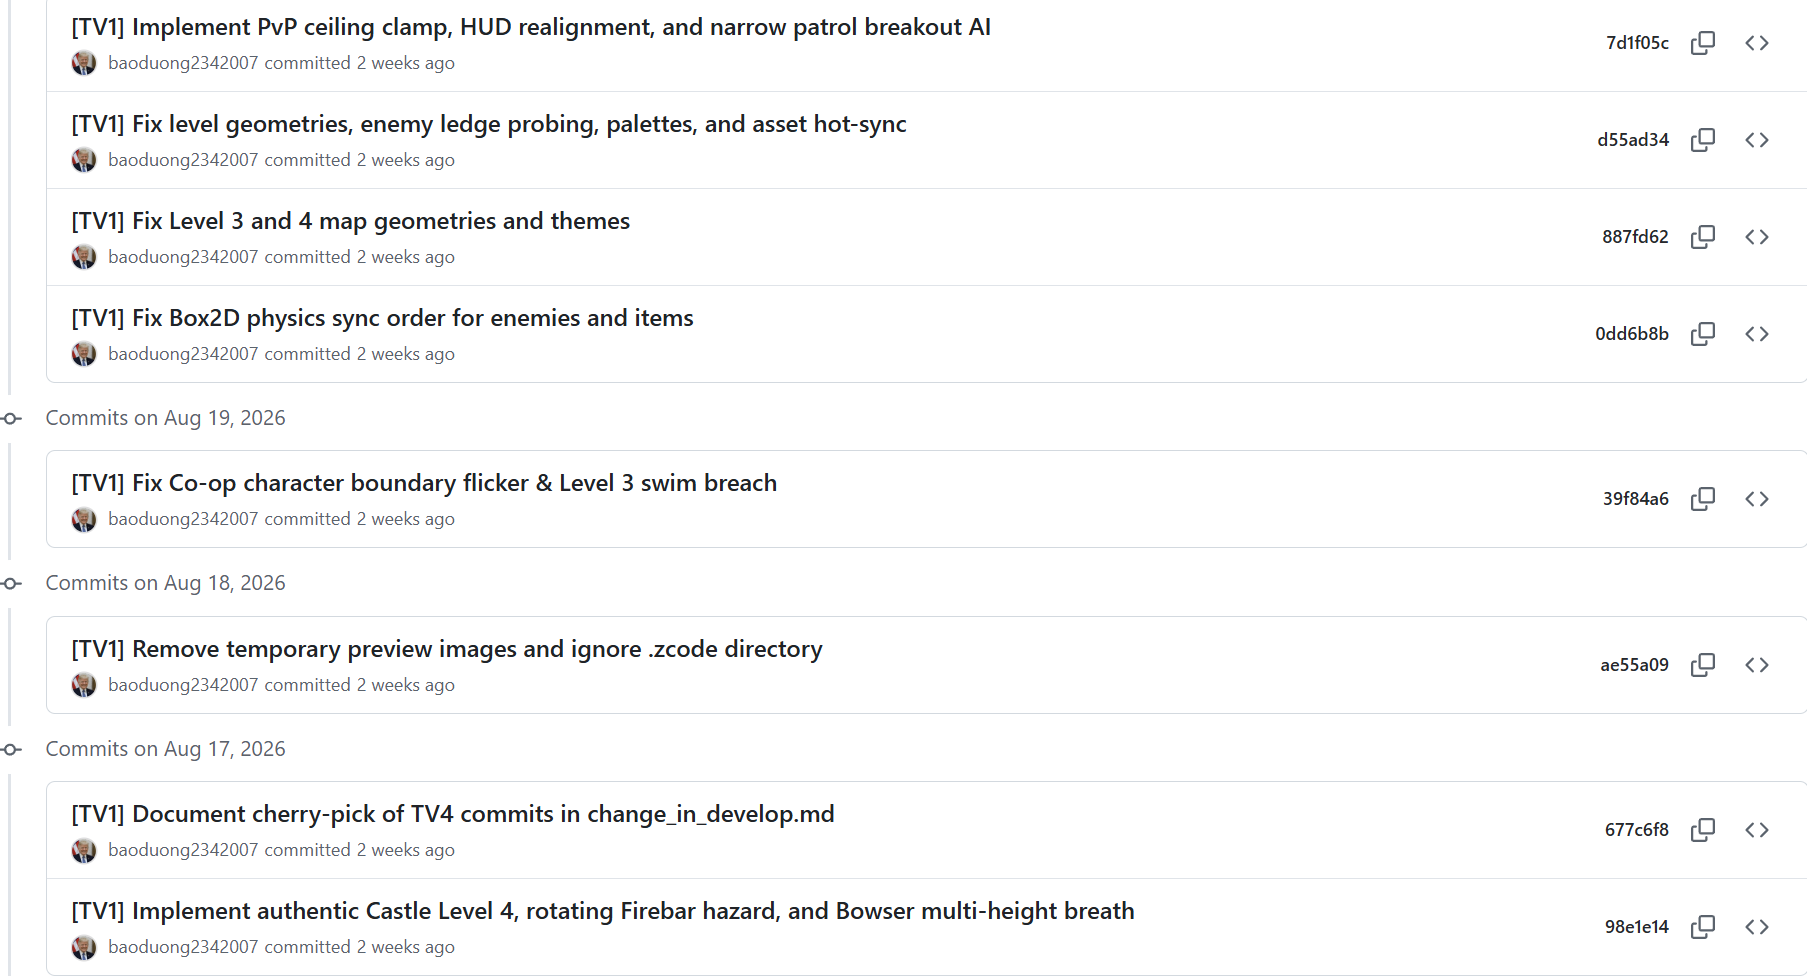 [TV1] Implement PvP ceiling clamp, HUD realignment, and narrow patrol breakout AI
baoduong2342007 committed 2 weeks ago
7d1f05c
[TV1] Fix level geometries, enemy ledge probing, palettes, and asset hot-sync
baoduong2342007 committed 2 weeks ago
d55ad34
[TV1] Fix Level 3 and 4 map geometries and themes
baoduong2342007 committed 2 weeks ago
887fd62
[TV1] Fix Box2D physics sync order for enemies and items
baoduong2342007 committed 2 weeks ago
0dd6b8b
Commits on Aug 19, 2026
[TV1] Fix Co-op character boundary flicker & Level 3 swim breach
baoduong2342007 committed 2 weeks ago
39f84a6
Commits on Aug 18, 2026
[TV1] Remove temporary preview images and ignore .zcode directory
baoduong2342007 committed 2 weeks ago
ae55a09
Commits on Aug 17, 2026
[TV1] Document cherry-pick of TV4 commits in change_in_develop.md
baoduong2342007 committed 2 weeks ago
677c6f8
[TV1] Implement authentic Castle Level 4, rotating Firebar hazard, and Bowser multi-height breath
baoduong2342007 committed 2 weeks ago
98e1e14